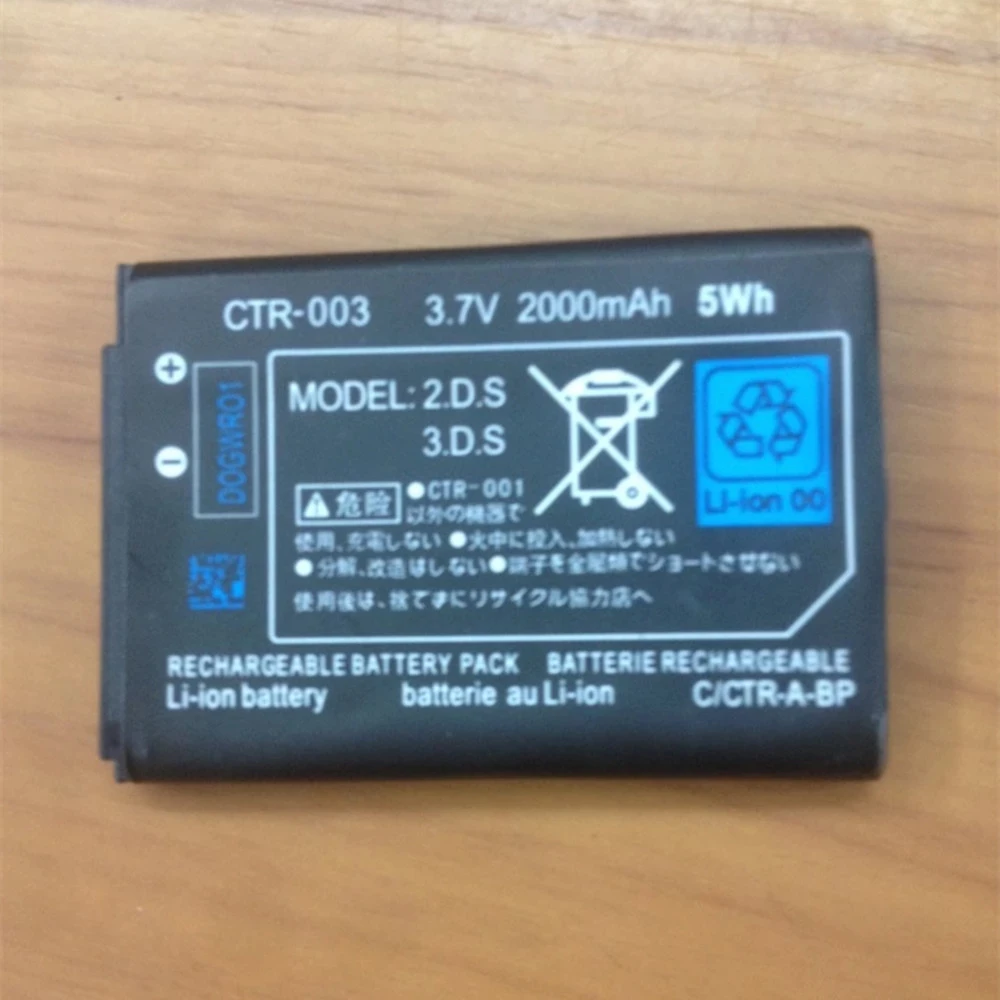 CTR-003 3.7V 2000mAh 5Wh
+
−
DOGWRO1
MODEL: 2.D.S
3.D.S
危険 ●CTR-001
以外の機器で
使用、充電しない ●火中に投入、加熱しない
●分解、改造はしない●端子を金尾類でショートさせない
使用後は、捨てずにリサイクル協力店へ
Li-ion 00
RECHARGEABLE BATTERY PACK BATTERIE RECHARGEABLE
Li-ion battery batterie au Li-ion C/CTR-A-BP